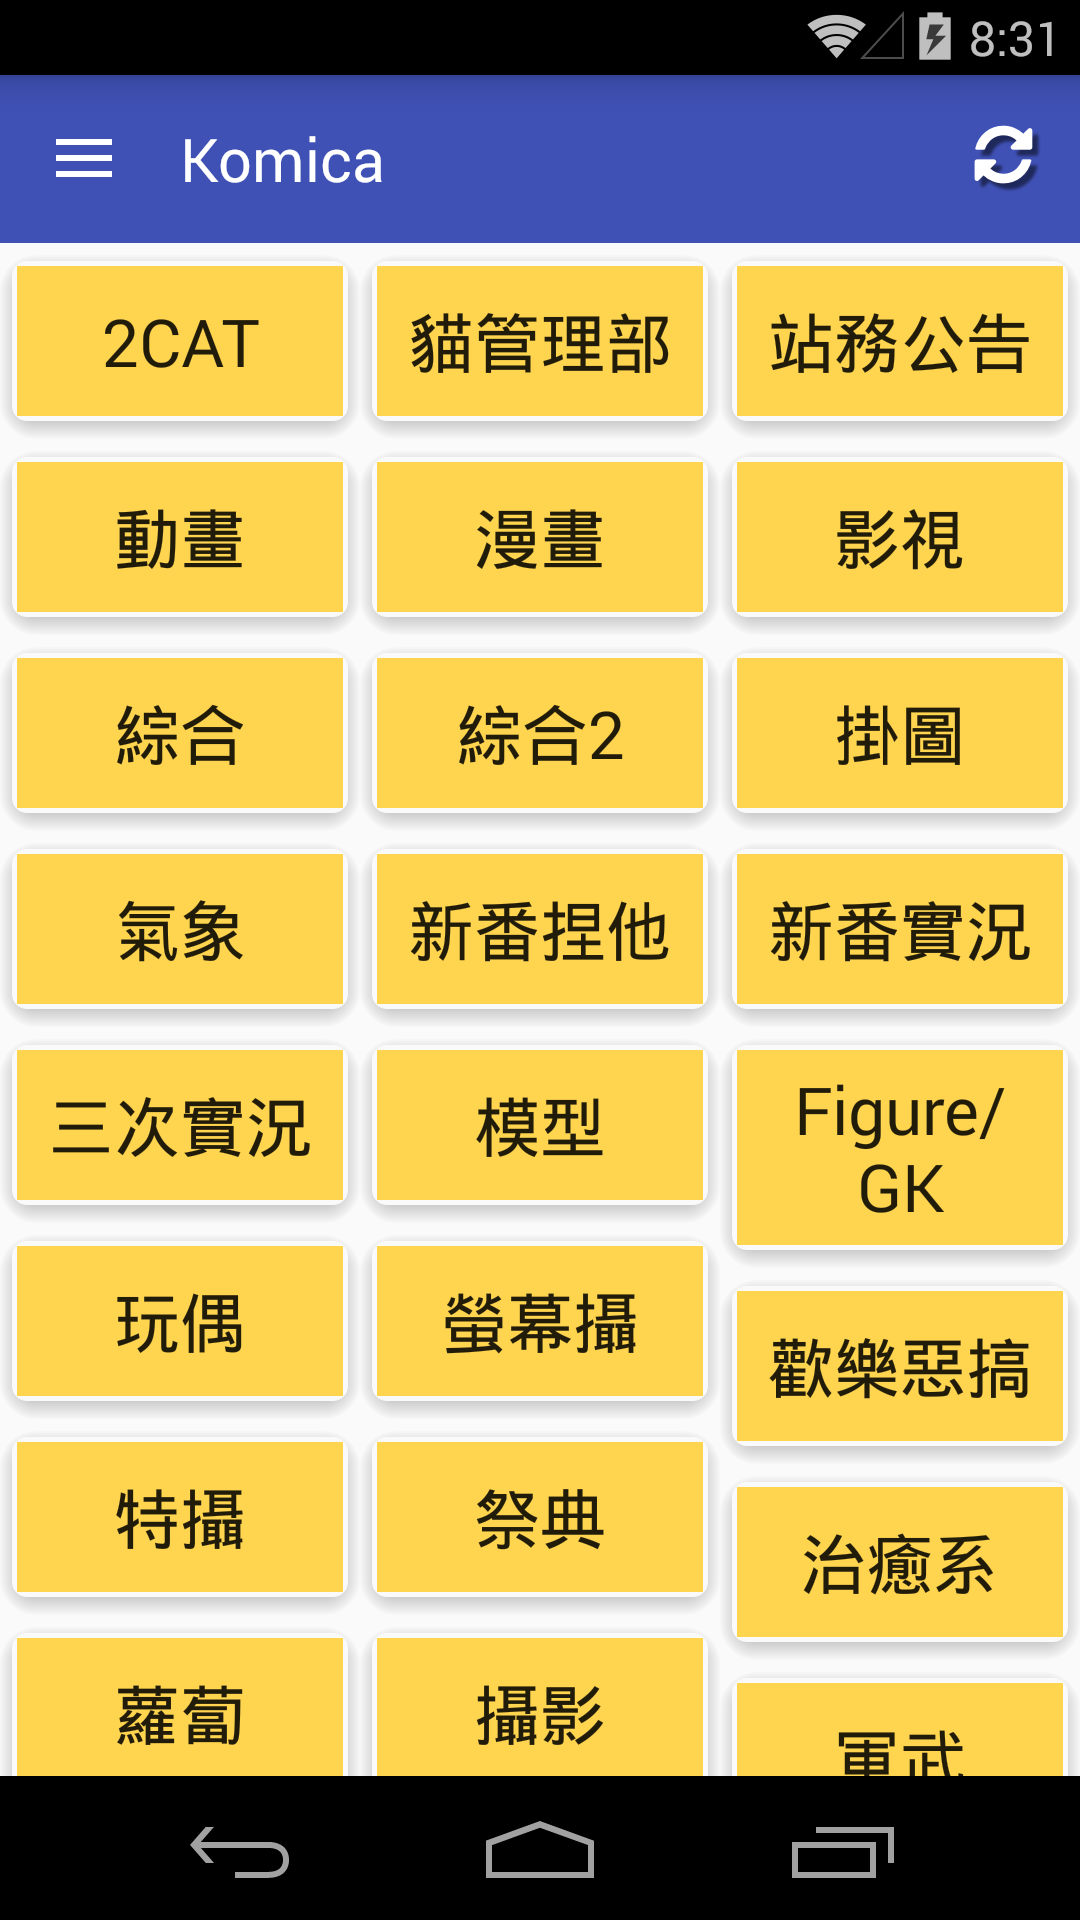 8:31
Komica
2CAT
貓管理部
站務公告
動畫
漫畫
影視
綜合
綜合2
掛圖
氣象
新番捏他
新番實況
三次實況
模型
Figure/
GK
玩偶
螢幕攝
歡樂惡搞
特攝
祭典
治癒系
蘿蔔
攝影
軍武